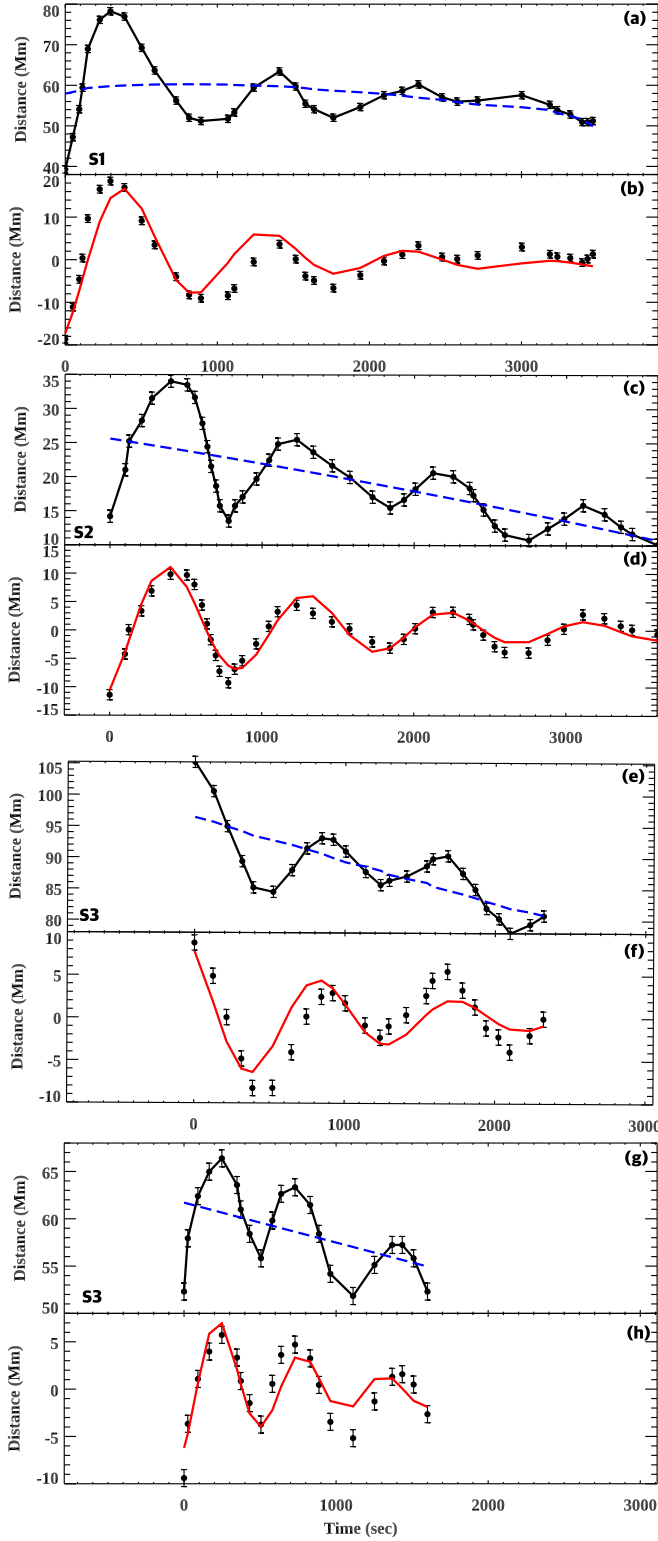 80
70
60
50
40
Distance (Mm)
(a)
S1
20
10
0
-10
-20
Distance (Mm)
(b)
0
1000
2000
3000
35
30
25
20
15
10
Distance (Mm)
(c)
S2
15
10
5
0
-5
-10
-15
Distance (Mm)
(d)
0
1000
2000
3000
105
95
90
85
80
Distance (Mm)
(e)
S3
10
5
0
-5
-10
Distance (Mm)
(f)
0
1000
2000
3000
65
60
55
50
Distance (Mm)
(g)
S3
5
0
-5
-10
Distance (Mm)
(h)
0
1000
2000
3000
Time (sec)